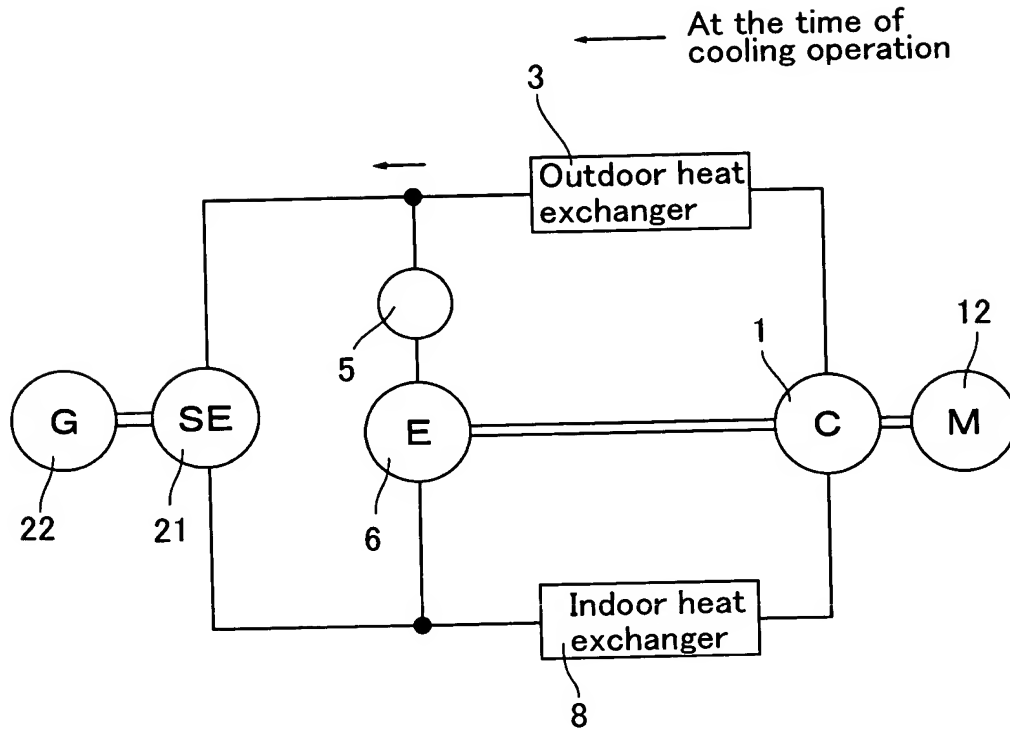 At the time of
cooling operation
3
Outdoor heat
exchanger
5
1
12
G
SE
E
C
M
22
21
6
Indoor heat
exchanger
8